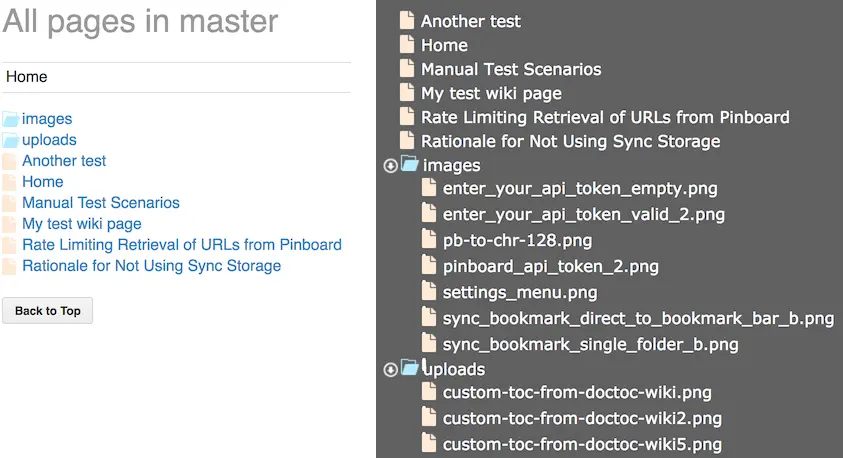 All pages in master
Home
images
uploads
Another test
Home
Manual Test Scenarios
My test wiki page
Rate Limiting Retrieval of URLs from Pinboard
Rationale for Not Using Sync Storage
Back to Top
Another test
Home
Manual Test Scenarios
My test wiki page
Rate Limiting Retrieval of URLs from Pinboard
Rationale for Not Using Sync Storage
images
enter_your_api_token_empty.png
enter_your_api_token_valid_2.png
pb-to-chr-128.png
pinboard_api_token_2.png
settings_menu.png
sync_bookmark_direct_to_bookmark_bar_b.png
sync_bookmark_single_folder_b.png
uploads
custom-toc-from-doctoc-wiki.png
custom-toc-from-doctoc-wiki2.png
custom-toc-from-doctoc-wiki5.png